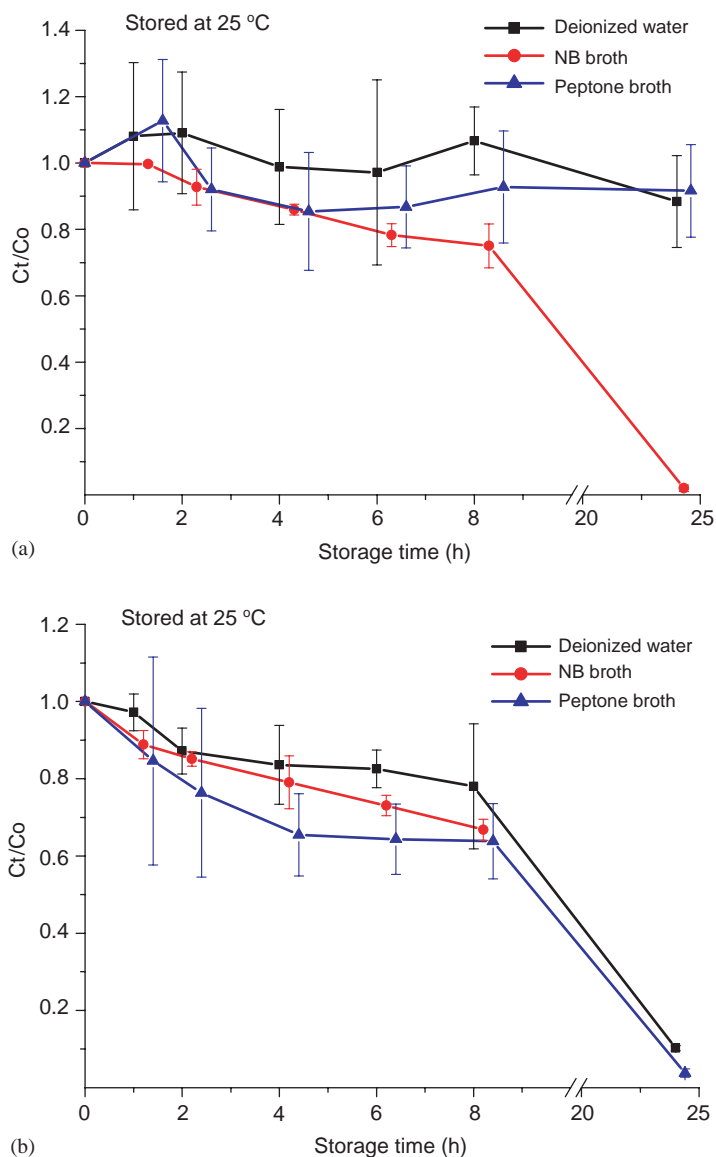 Stored at 25 °C
Deionized water
NB broth
Peptone broth
1.4
1.2
1.0
0.8
0.6
0.4
0.2
Ct/Co
0 2 4 6 8 20 25
(a)
Storage time (h)
Stored at 25 °C
Deionized water
NB broth
Peptone broth
1.2
1.0
0.8
0.6
0.4
0.2
Ct/Co
0 2 4 6 8 20 25
(b)
Storage time (h)